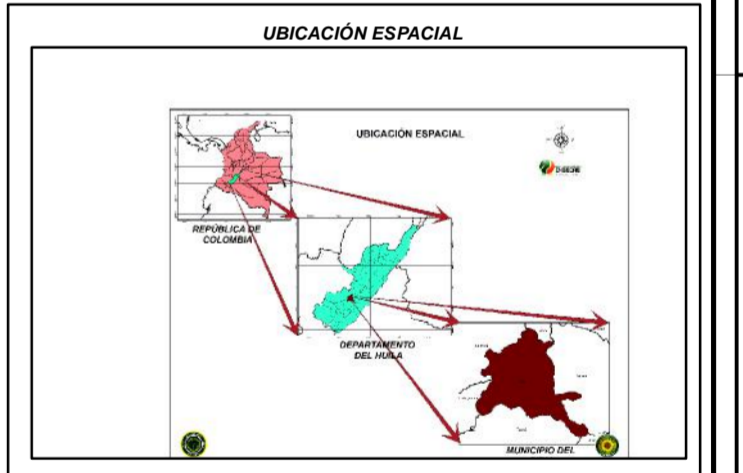 UBICACIÓN ESPACIAL
UBICACIÓN ESPACIAL
REPÚBLICA DE
COLOMBIA
DEPARTAMENTO
DEL HUILA
MUNICIPIO DEL